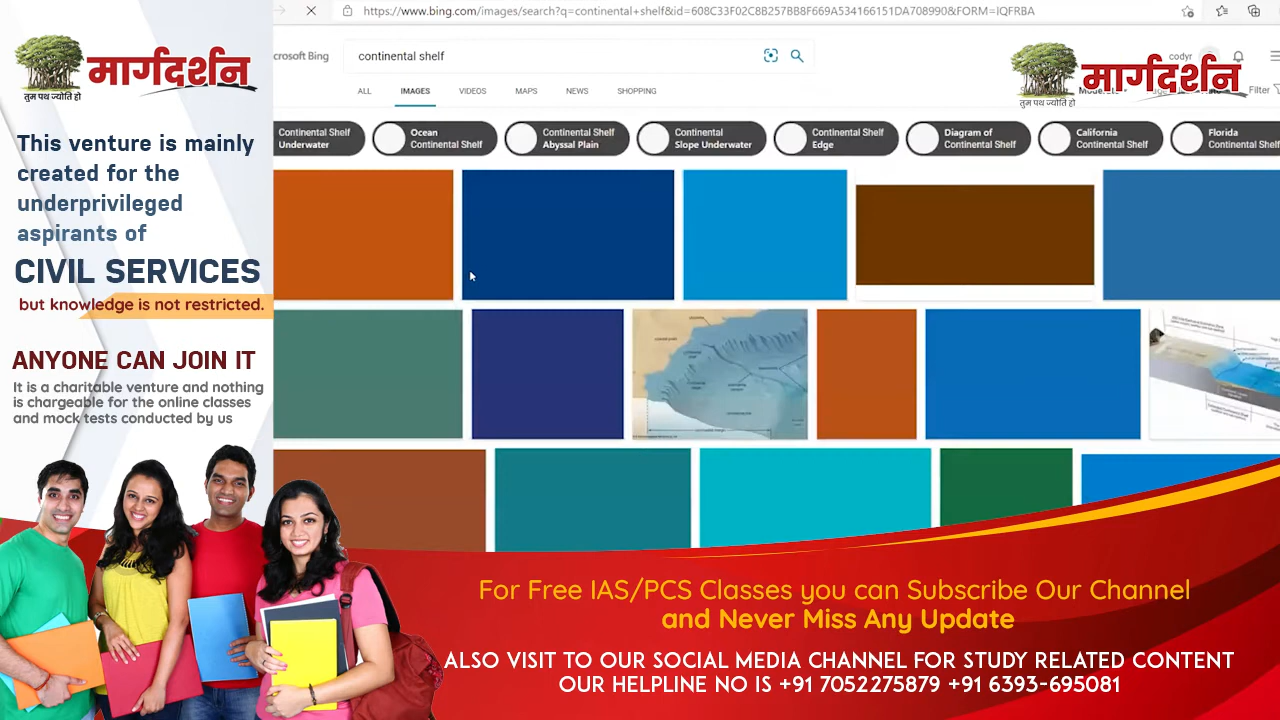 https://www.bing.com/images/search?q=continental+shelf&id=608C33F02C8B257BB8F669A534166151DA708990&FORM=IQFRBA
crosoft Bing
continental shelf
codyr
ALL
IMAGES
VIDEOS
MAPS
NEWS
SHOPPING
Filter
Continental Shelf
Underwater
Ocean
Continental Shelf
Continental Shelf
Abyssal Plain
Continental
Slope Underwater
Continental Shelf
Edge
Diagram of
Continental Shelf
California
Continental Shelf
Florida
Continental Shelf
मार्गदर्शन
तुम पथ ज्योति हो
मार्गदर्शन
तुम पथ ज्योति हो
This venture is mainly
created for the
underprivileged
aspirants of
CIVIL SERVICES
but knowledge is not restricted.
ANYONE CAN JOIN IT
It is a charitable venture and nothing
is chargeable for the online classes
and mock tests conducted by us
For Free IAS/PCS Classes you can Subscribe Our Channel
and Never Miss Any Update
ALSO VISIT TO OUR SOCIAL MEDIA CHANNEL FOR STUDY RELATED CONTENT
OUR HELPLINE NO IS +91 7052275879 +91 6393-695081